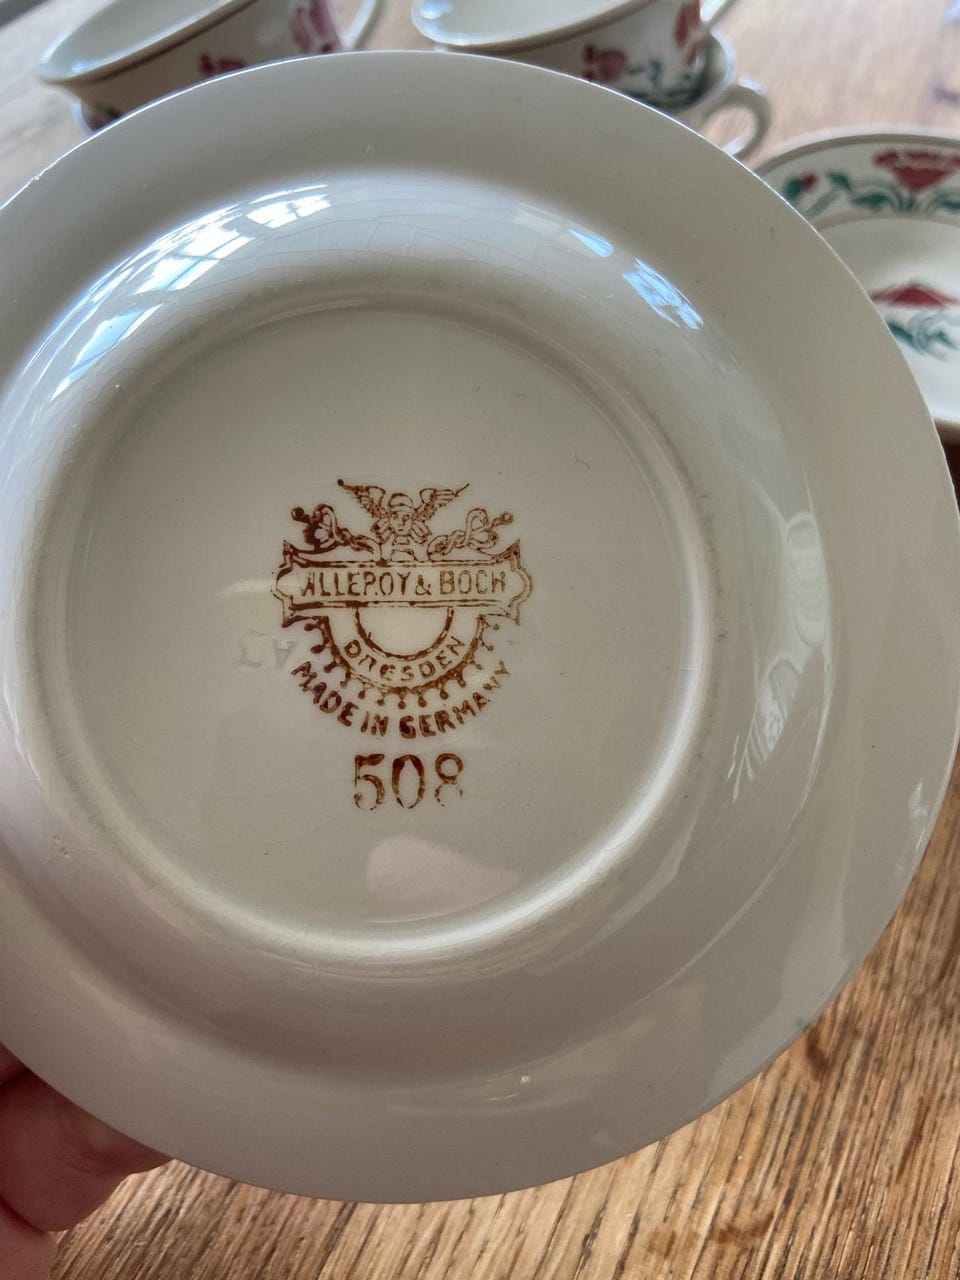 VILLEROY & BOCH
DRESDEN
MADE IN GERMANY
508